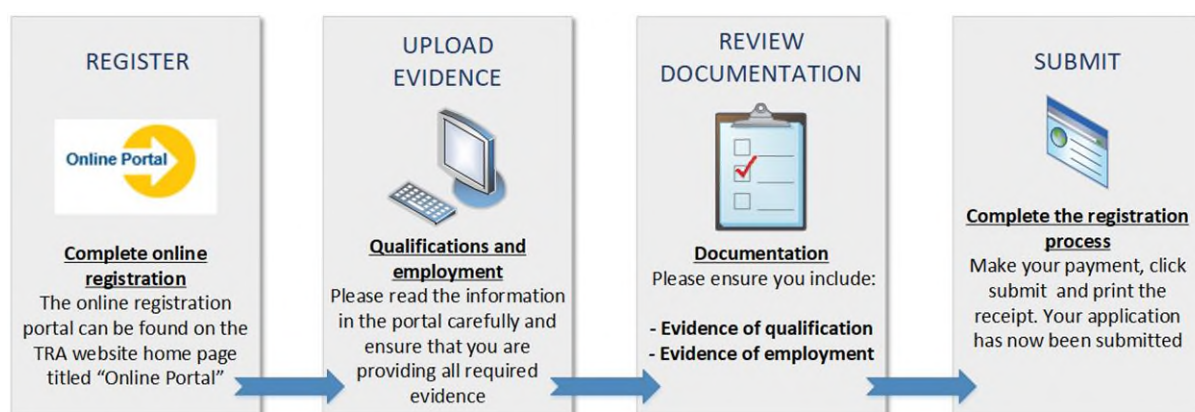 REGISTER
Online Portal
Complete online
registration
The online registration
portal can be found on the
TRA website home page
titled “Online Portal”
UPLOAD
EVIDENCE
Qualifications and
employment
Please read the information
in the portal carefully and
ensure that you are
providing all required
evidence
REVIEW
DOCUMENTATION
Documentation
Please ensure you include:
- Evidence of qualification
- Evidence of employment
SUBMIT
Complete the registration
process
Make your payment, click
submit and print the
receipt. Your application
has now been submitted